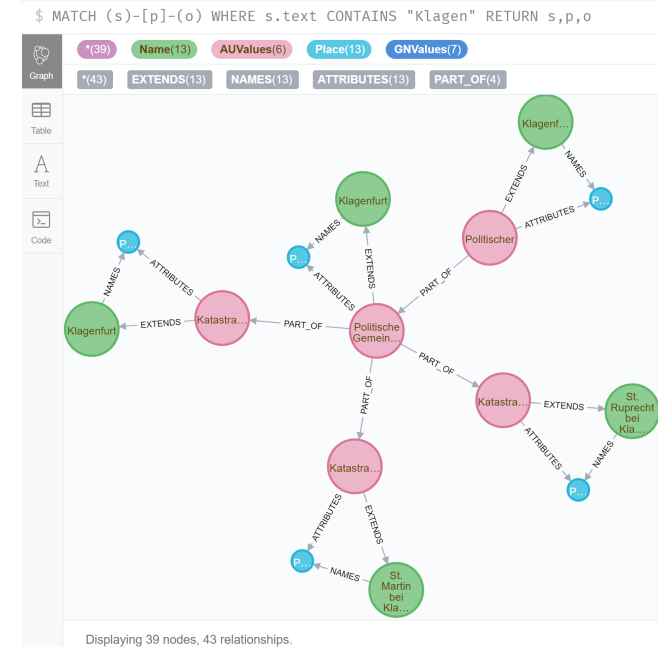 $ MATCH (s)-[p]-(o) WHERE s.text CONTAINS "Klagen" RETURN s,p,o
Graph
*(39) Name(13) AUValues(6) Place(13) GNValues(7)
*(43) EXTENDS(13) NAMES(13) ATTRIBUTES(13) PART_OF(4)
Table
Text
Code
Klagenf...
EXTENDS
NAMES
P...
ATTRIBUTES
Politischer
PART_OF
Klagenfurt
NAMES
P...
EXTENDS
ATTRIBUTES
P...
NAMES
ATTRIBUTES
Klagenfurt
EXTENDS
Katastra...
PART_OF
Politische
Gemein...
PART_OF
Katastra...
EXTENDS
St.
Ruprecht
bei
Kla...
ATTRIBUTES
NAMES
P...
PART_OF
Katastra...
ATTRIBUTES
EXTENDS
P...
NAMES
St.
Martin
bei
Kla...
Displaying 39 nodes, 43 relationships.